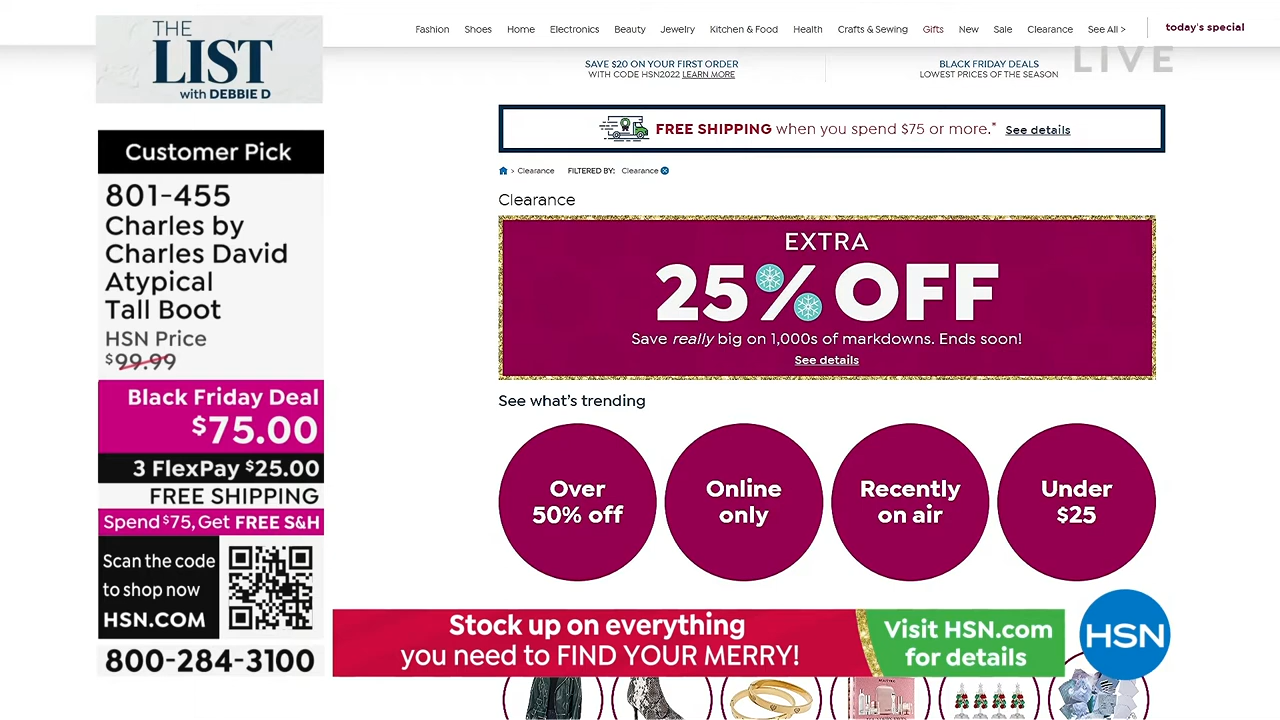 THE
LIST
with DEBBIE D
Customer Pick
801-455
Charles by
Charles David
Atypical
Tall Boot
HSN Price
$99.99
Black Friday Deal
$75.00
3 FlexPay $25.00
FREE SHIPPING
Spend $75, Get FREE S&H
Scan the code
to shop now
HSN.COM
800-284-3100
Fashion Shoes Home Electronics Beauty Jewelry Kitchen & Food Health Crafts & Sewing Gifts New Sale Clearance See All > today's special
LIVE
SAVE $20 ON YOUR FIRST ORDER
WITH CODE HSN2022 LEARN MORE
BLACK FRIDAY DEALS
LOWEST PRICES OF THE SEASON
FREE SHIPPING when you spend $75 or more.* See details
> Clearance FILTERED BY: Clearance
Clearance
EXTRA
25% OFF
Save really big on 1,000s of markdowns. Ends soon!
See details
See what's trending
Over
50% off
Online
only
Recently
on air
Under
$25
Stock up on everything
you need to FIND YOUR MERRY!
Visit HSN.com
for details
HSN